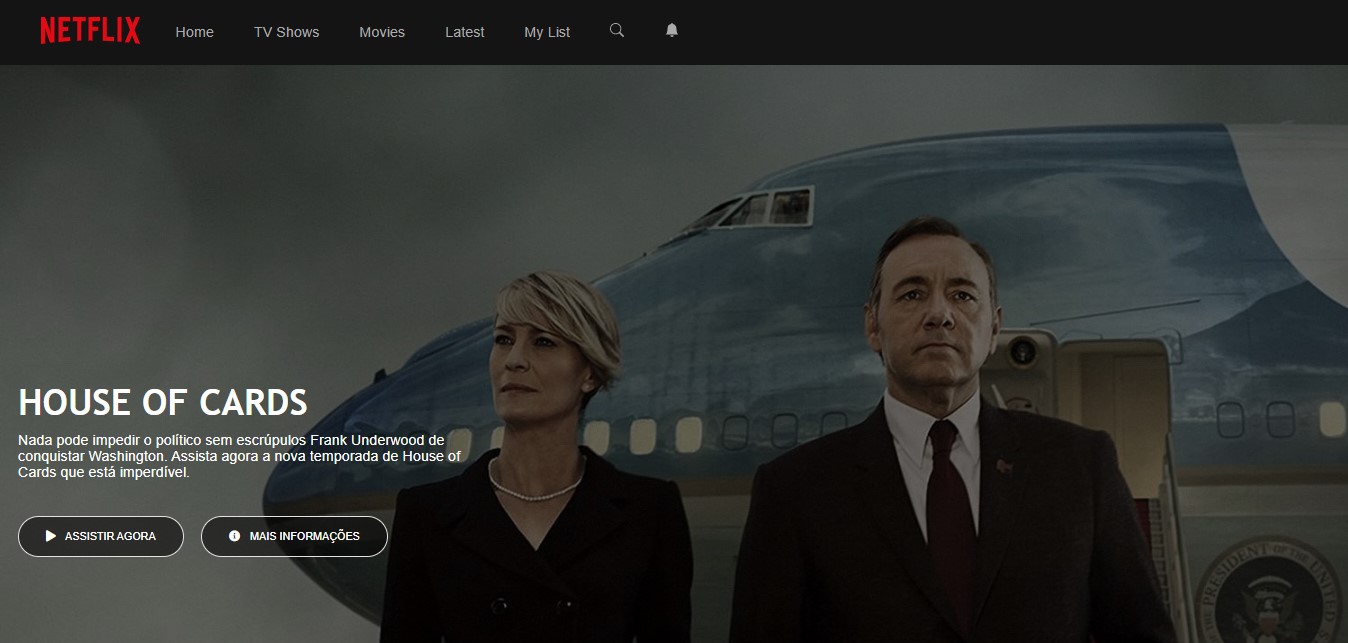 NETFLIX Home TV Shows Movies Latest My List
HOUSE OF CARDS
Nada pode impedir o político sem escrúpulos Frank Underwood de
conquistar Washington. Assista agora a nova temporada de House of
Cards que está imperdível.
ASSISTIR AGORA MAIS INFORMAÇÕES
PRESIDENT OF THE UNITED